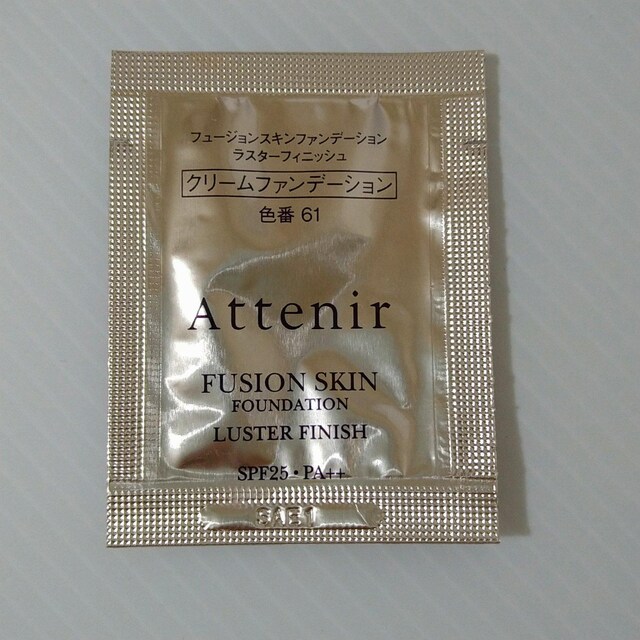 フュージョンスキンファンデーション
ラスターフィニッシュ
クリームファンデーション
色番 61
Attenir
FUSION SKIN
FOUNDATION
LUSTER FINISH
SPF25・PA++
SAE1